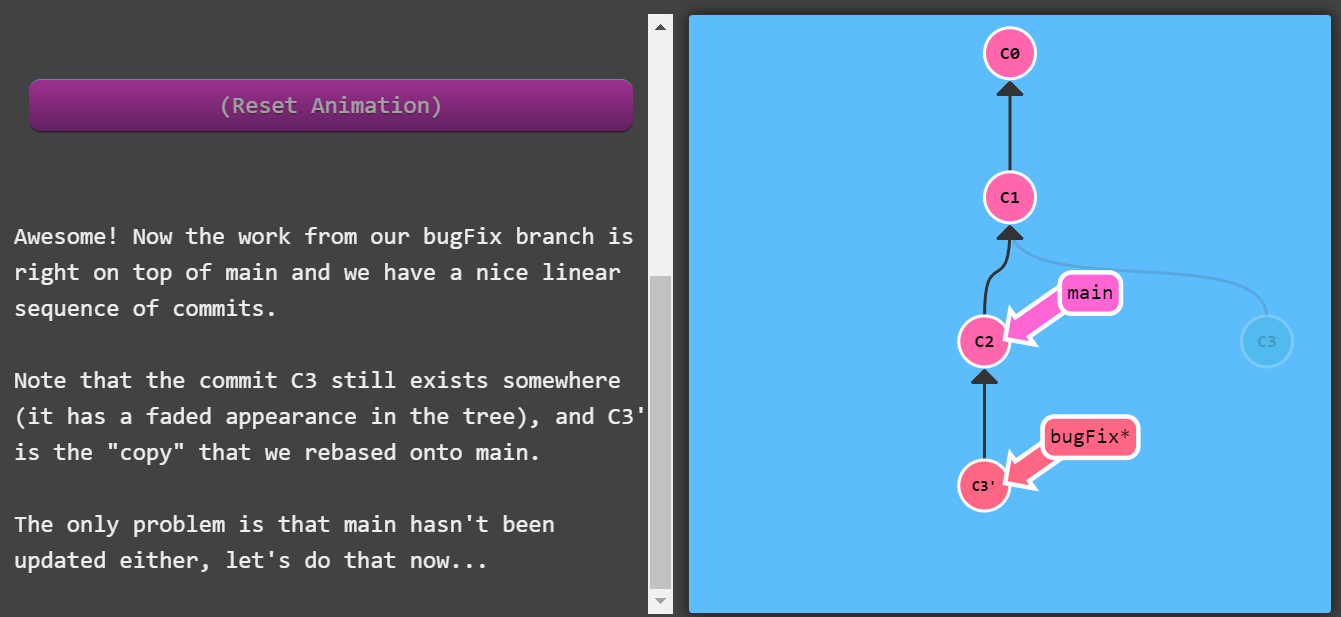 (Reset Animation)
Awesome! Now the work from our bugFix branch is
right on top of main and we have a nice linear
sequence of commits.
Note that the commit C3 still exists somewhere
(it has a faded appearance in the tree), and C3'
is the "copy" that we rebased onto main.
The only problem is that main hasn't been
updated either, let's do that now...
C0
C1
main
C2
C3
bugFix*
C3'